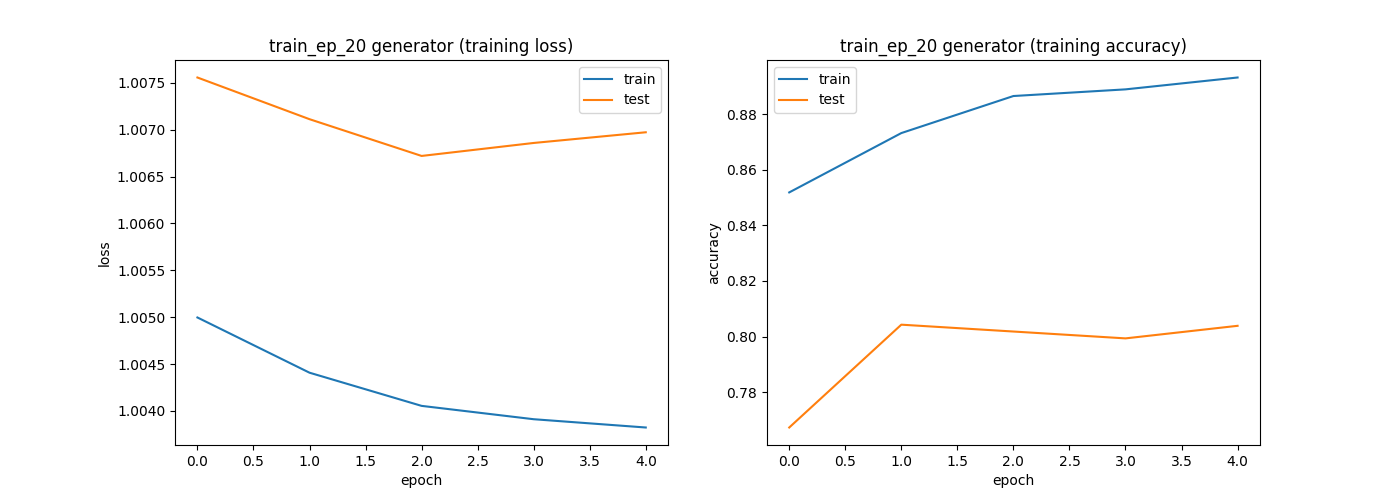 train_ep_20 generator (training loss)
train
test
1.0075
1.0070
1.0065
1.0060
1.0055
1.0050
1.0045
1.0040
loss
0.0 0.5 1.0 1.5 2.0 2.5 3.0 3.5 4.0
epoch
train_ep_20 generator (training accuracy)
train
test
0.88
0.86
0.84
0.82
0.80
0.78
accuracy
0.0 0.5 1.0 1.5 2.0 2.5 3.0 3.5 4.0
epoch